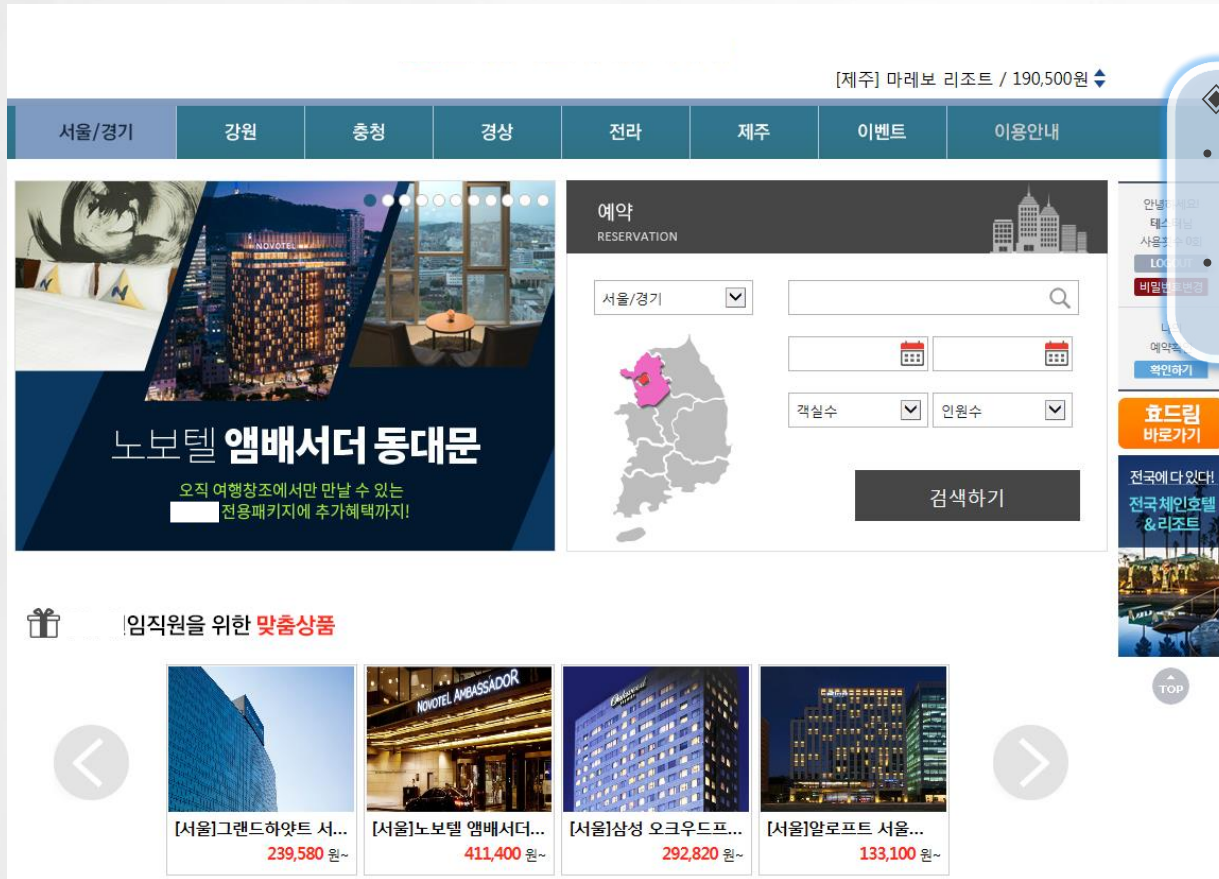 [제주] 마레보 리조트 / 190,500원
서울/경기 강원 충청 경상 전라 제주 이벤트 이용안내
NOVOTEL
노보텔 앰배서더 동대문
오직 여행창조에서만 만날 수 있는
전용패키지에 추가혜택까지!
예약
RESERVATION
서울/경기
객실수 인원수
검색하기
LOGOUT
확인하기
효드림
바로가기
전국에 다 있다!
전국 체인호텔
&리조트
TOP
임직원을 위한 맞춤상품
NOVOTEL AMBASSADOR
[서울]그랜드하얏트 서...
239,580 원~
[서울]노보텔 앰배서더...
411,400 원~
[서울]삼성 오크우드프...
292,820 원~
[서울]알로프트 서울...
133,100 원~